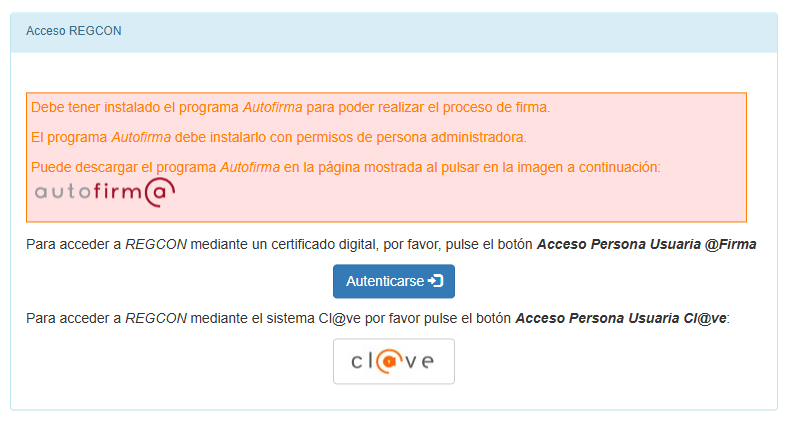 Acceso REGCON
Debe tener instalado el programa Autofirma para poder realizar el proceso de firma.
El programa Autofirma debe instalarlo con permisos de persona administradora.
Puede descargar el programa Autofirma en la página mostrada al pulsar en la imagen a continuación:
autofirm@
Para acceder a REGCON mediante un certificado digital, por favor, pulse el botón Acceso Persona Usuaria @Firma
Autenticarse
Para acceder a REGCON mediante el sistema Cl@ve por favor pulse el botón Acceso Persona Usuaria Cl@ve:
cl@ve